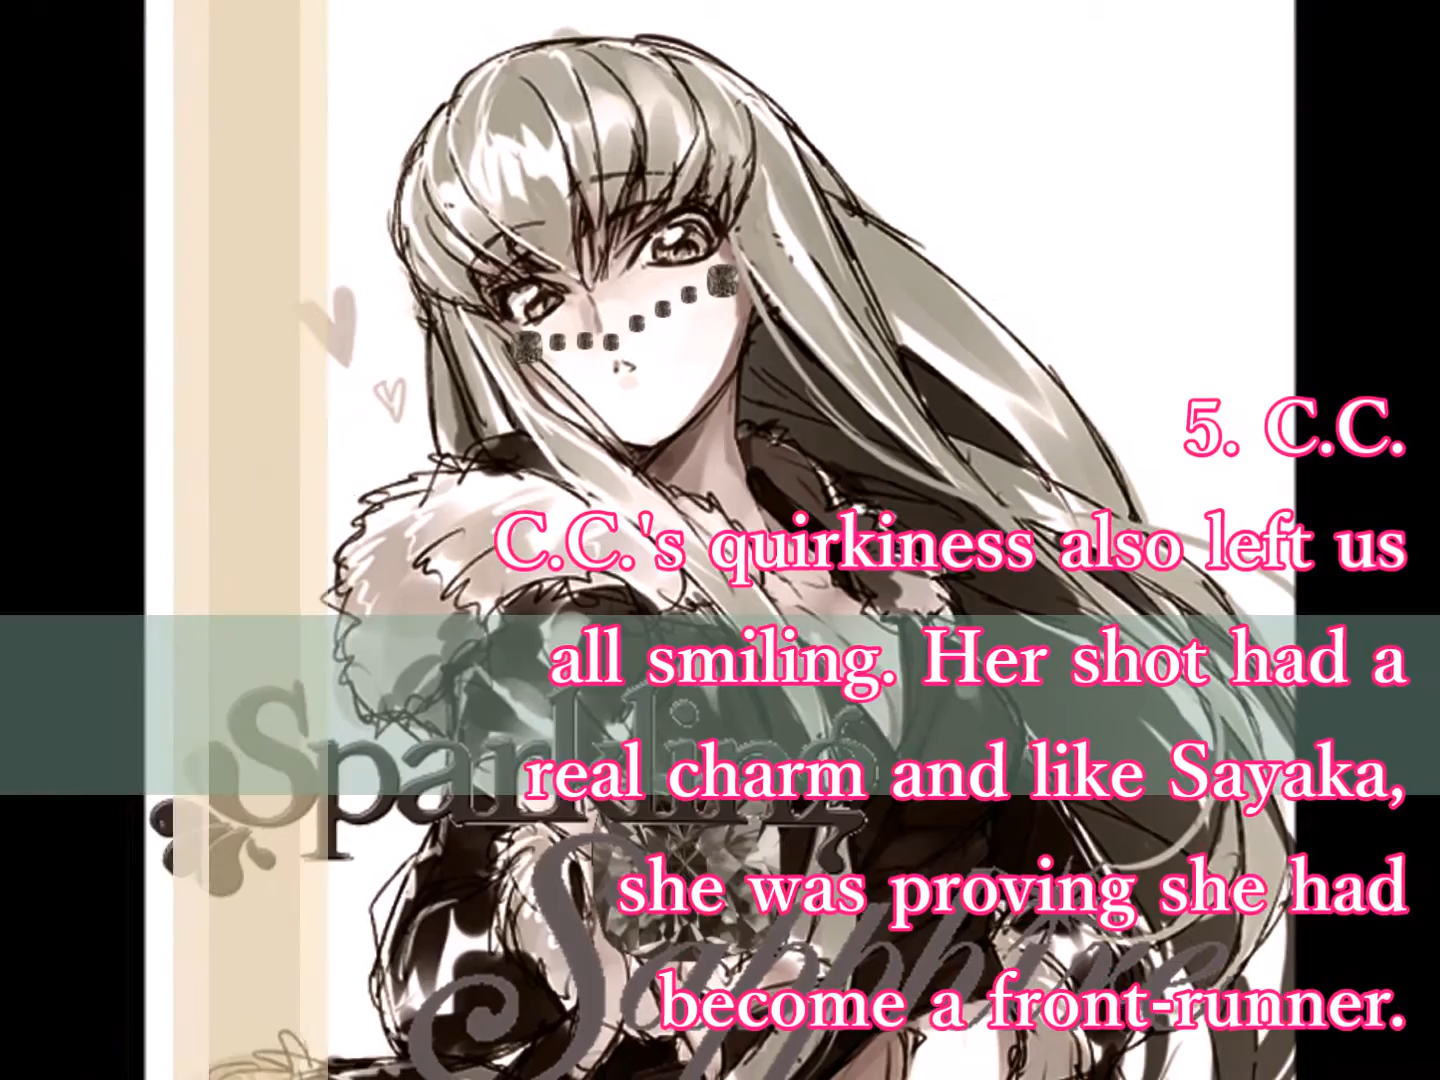 5. C.C.
C.C.'s quirkiness also left us
all smiling. Her shot had a
real charm and like Sayaka,
she was proving she had
become a front-runner.
Sparkling
Sapphire